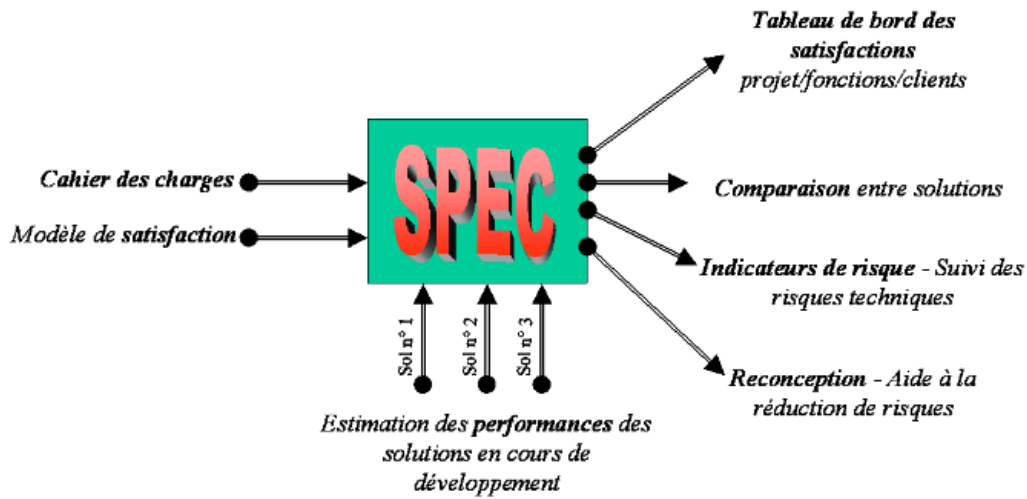 Tableau de bord des
satisfactions
projet/fonctions/clients
Cahier des charges
Modèle de satisfaction
SPEC
Comparaison entre solutions
Indicateurs de risque - Suivi des
risques techniques
Sol n° 1
Sol n° 2
Sol n° 3
Reconception - Aide à la
réduction de risques
Estimation des performances des
solutions en cours de
développement